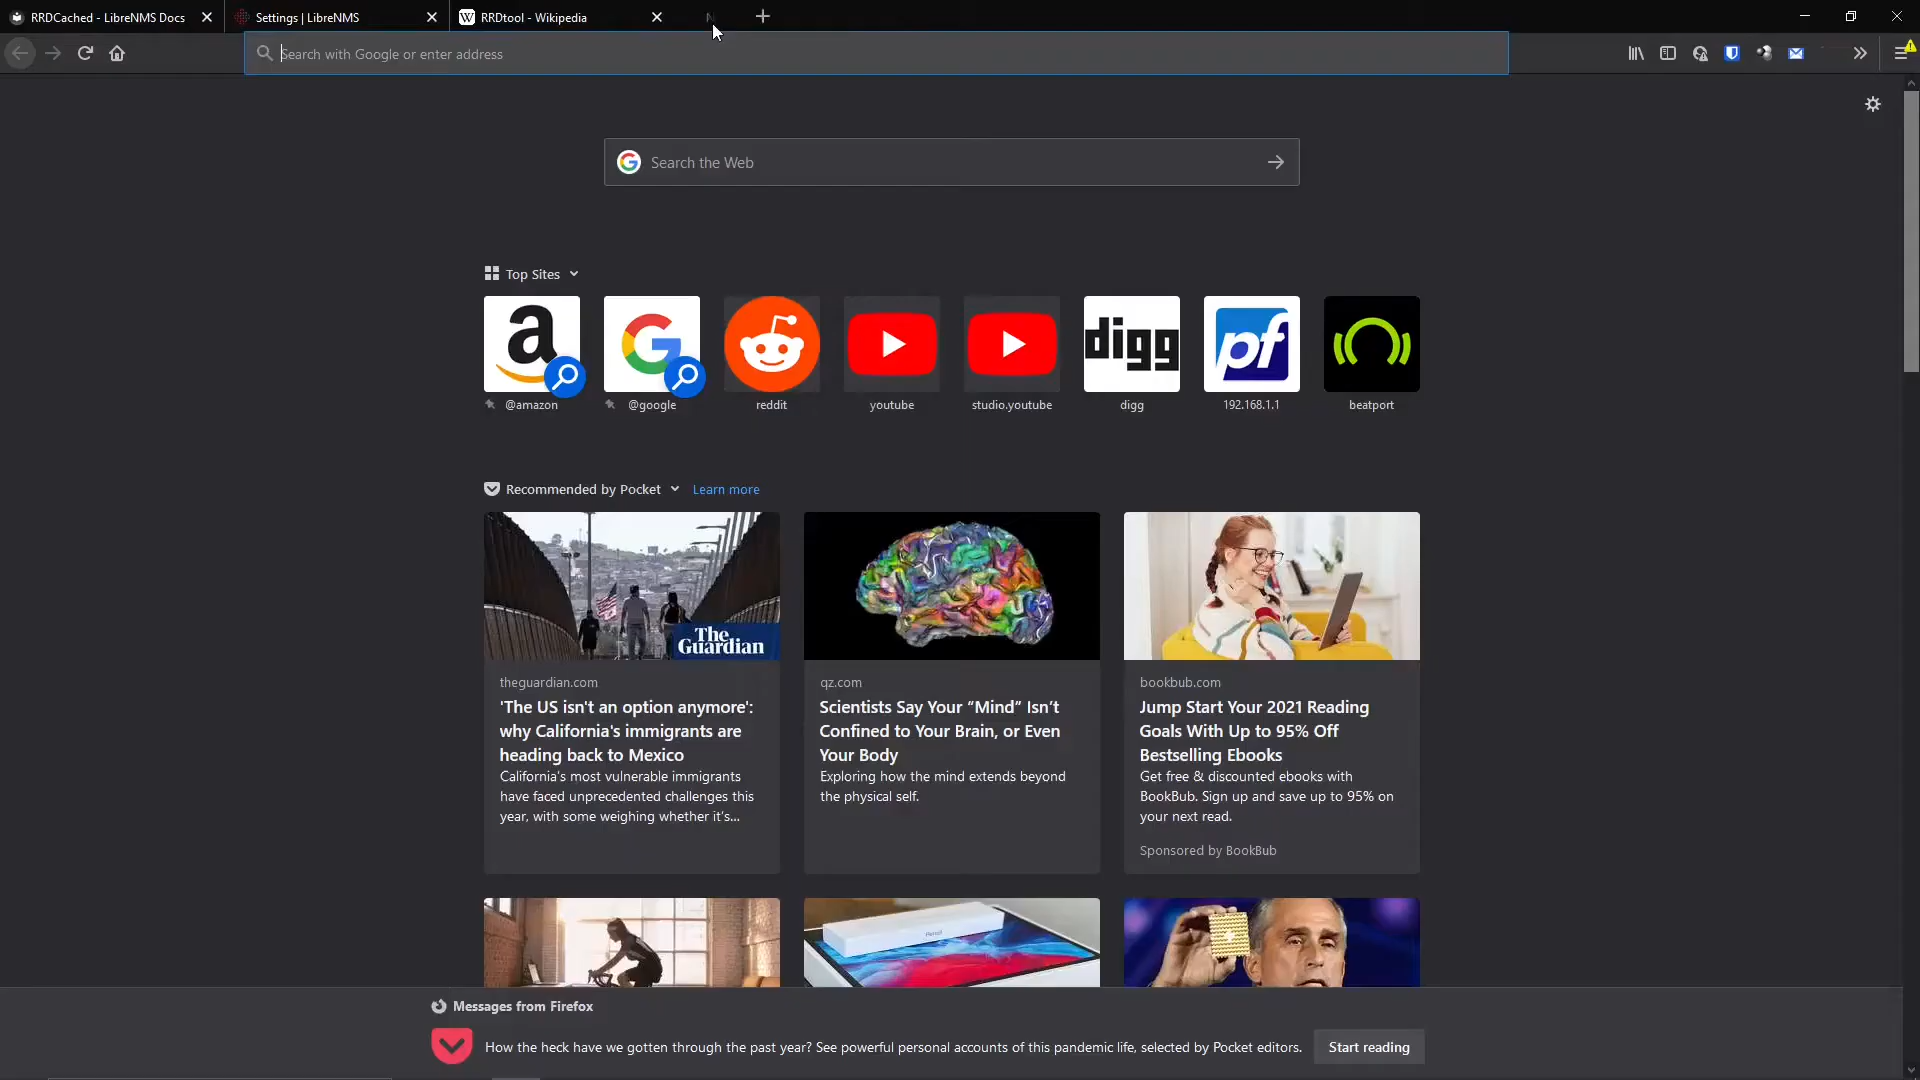 RRDCached - LibreNMS Docs
Settings | LibreNMS
RRDtool - Wikipedia
Search with Google or enter address
Search the Web
Top Sites
a
G
digg
pf
@amazon
@google
reddit
youtube
studio.youtube
digg
192.168.1.1
beatport
Recommended by Pocket
Learn more
The
Guardian
theguardian.com
'The US isn't an option anymore':
why California's immigrants are
heading back to Mexico
California's most vulnerable immigrants
have faced unprecedented challenges this
year, with some weighing whether it's...
qz.com
Scientists Say Your “Mind” Isn’t
Confined to Your Brain, or Even
Your Body
Exploring how the mind extends beyond
the physical self.
bookbub.com
Jump Start Your 2021 Reading
Goals With Up to 95% Off
Bestselling Ebooks
Get free & discounted ebooks with
BookBub. Sign up and save up to 95% on
your next read.
Sponsored by BookBub
Messages from Firefox
How the heck have we gotten through the past year? See powerful personal accounts of this pandemic life, selected by Pocket editors.
Start reading